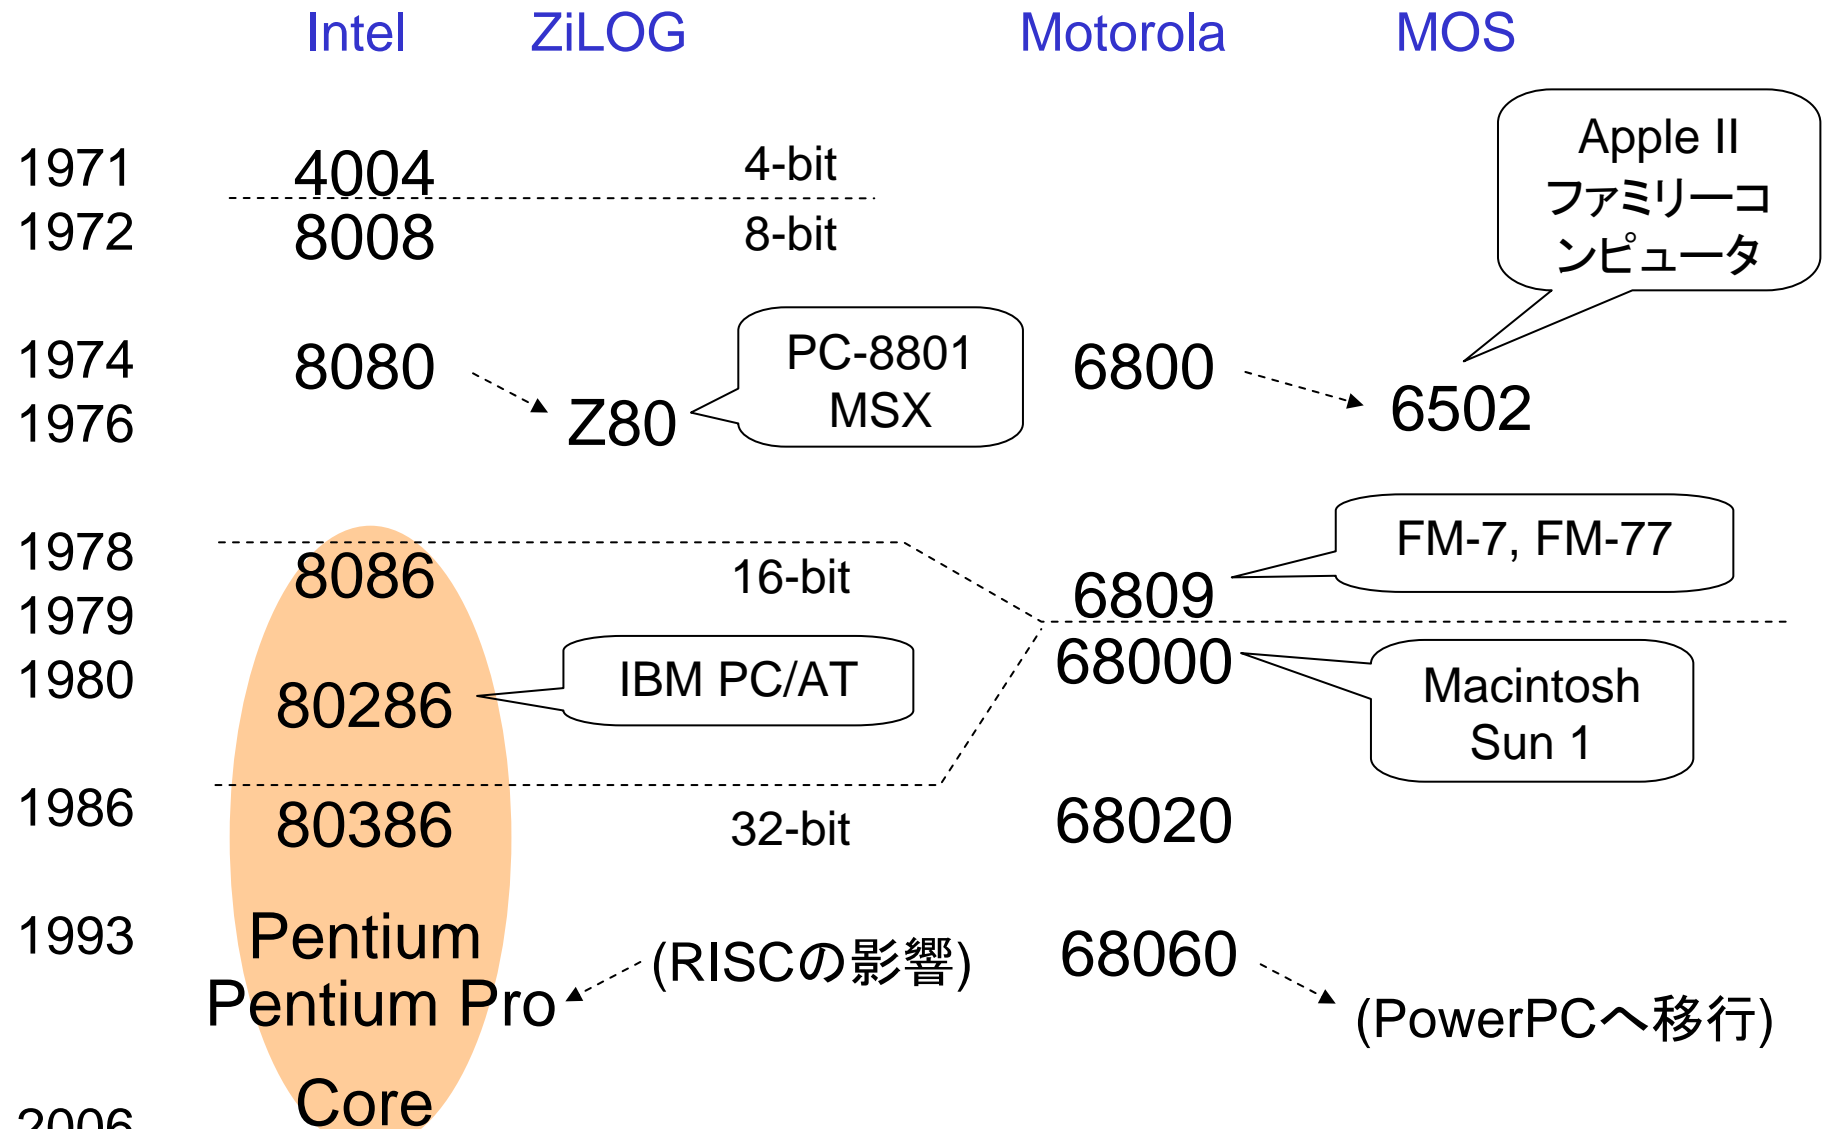 Intel ZiLOG Motorola MOS
Apple II
ファミリーコ
ンピュータ
1971 4004 4-bit
1972 8008 8-bit
1974 8080 PC-8801 6800
MSX
1976 Z80 6502
FM-7, FM-77
1978 8086 16-bit
1979 6809
1980 80286 IBM PC/AT 68000
Macintosh
Sun 1
1986 80386 32-bit 68020
1993 Pentium (RISCの影響) 68060
Pentium Pro (PowerPCへ移行)
2006 Core